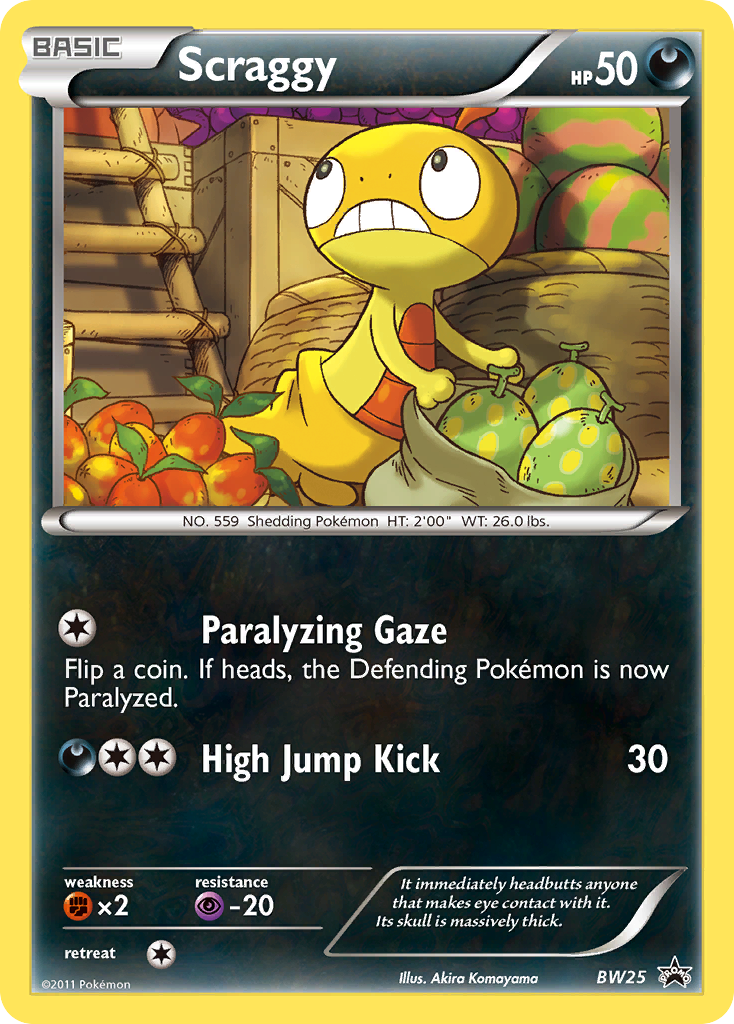 BASIC
Scraggy
HP50
NO. 559 Shedding Pokémon HT: 2'00" WT: 26.0 lbs.
Paralyzing Gaze
Flip a coin. If heads, the Defending Pokémon is now
Paralyzed.
High Jump Kick 30
weakness
×2
resistance
-20
It immediately headbutts anyone
that makes eye contact with it.
Its skull is massively thick.
retreat
©2011 Pokémon
Illus. Akira Komayama
BW25
PROMO